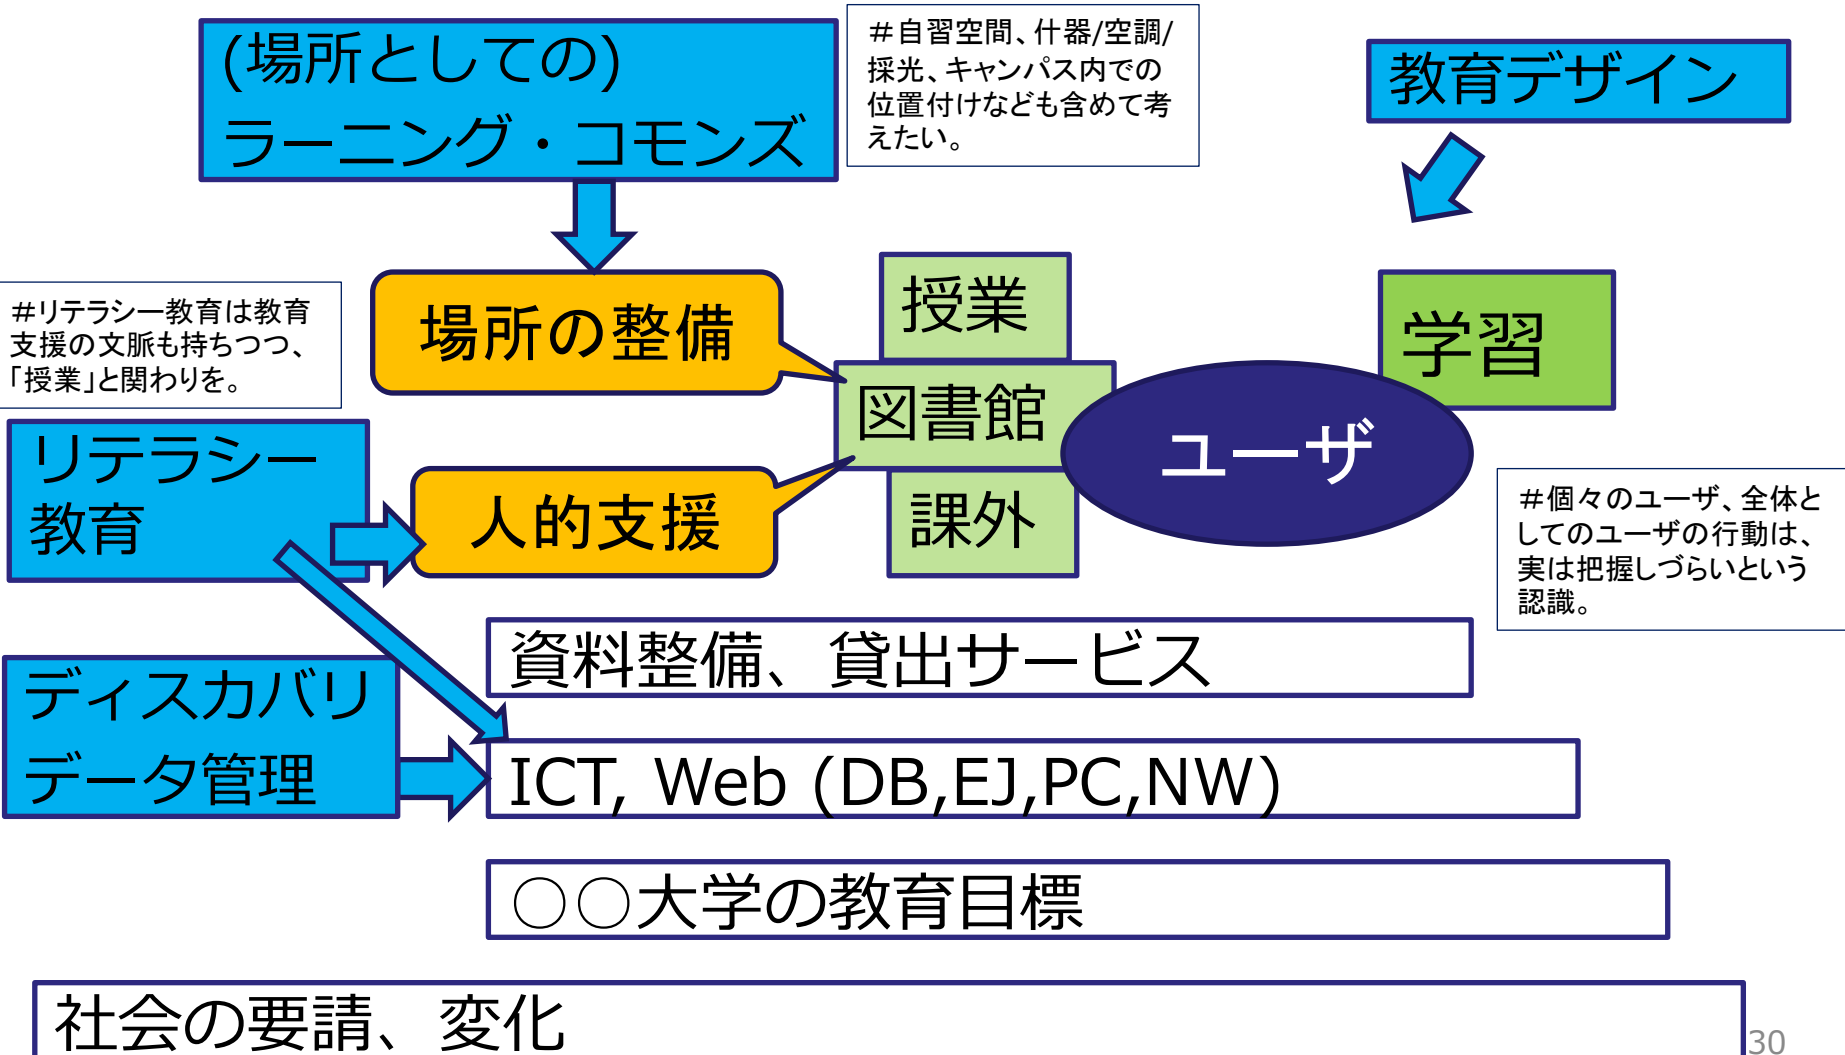 (場所としての)
ラーニング・コモンズ
＃自習空間、什器/空調/
採光、キャンパス内での
位置付けなども含めて考
えたい。
教育デザイン
＃リテラシー教育は教育
支援の文脈も持ちつつ、
「授業」と関わりを。
場所の整備
授業
学習
図書館
ユーザ
リテラシー
教育
人的支援
課外
＃個々のユーザ、全体と
してのユーザの行動は、
実は把握しづらいという
認識。
資料整備、貸出サービス
ディスカバリ
データ管理
ICT, Web (DB,EJ,PC,NW)
○○大学の教育目標
社会の要請、変化
30